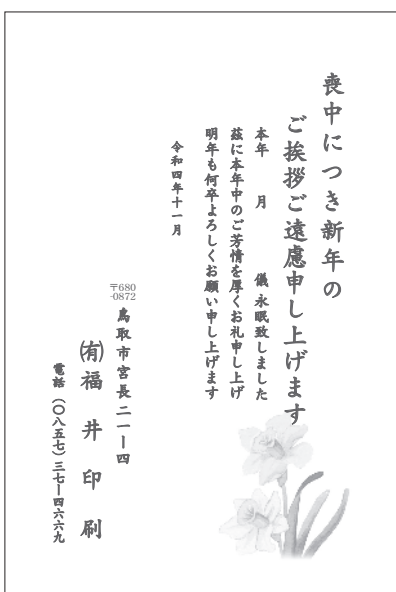 喪中につき新年の
ご挨拶ご遠慮申し上げます
本年　月　　儀 永眠致しました
茲に本年中のご芳情を厚くお礼申し上げ
明年も何卒よろしくお願い申し上げます
令和四年十一月
〒680
-0872
鳥取市宮長二一ー四
㈲福井印刷
電話（〇八五七）三七ー四六六九